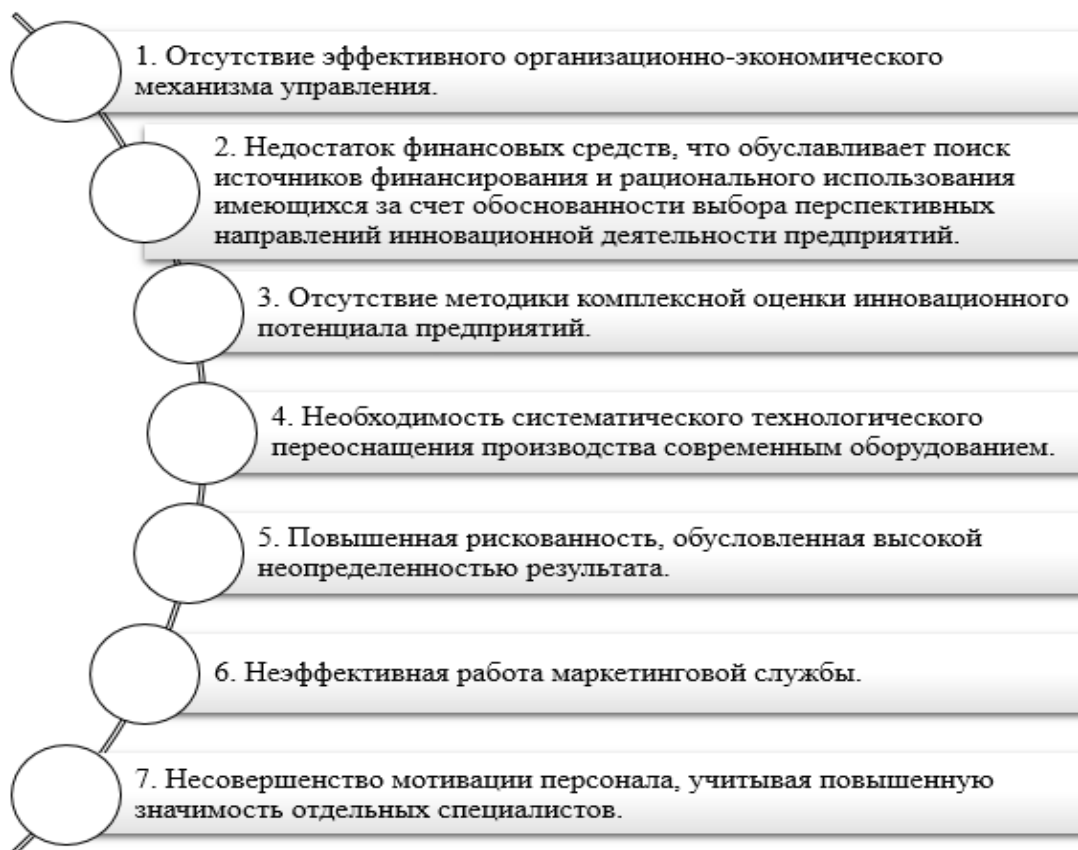 1. Отсутствие эффективного организационно-экономического
механизма управления.
2. Недостаток финансовых средств, что обуславливает поиск
источников финансирования и рационального использования
имеющихся за счет обоснованности выбора перспективных
направлений инновационной деятельности предприятий.
3. Отсутствие методики комплексной оценки инновационного
потенциала предприятий.
4. Необходимость систематического технологического
переоснащения производства современным оборудованием.
5. Повышенная рискованность, обусловленная высокой
неопределенностью результата.
6. Неэффективная работа маркетинговой службы.
7. Несовершенство мотивации персонала, учитывая повышенную
значимость отдельных специалистов.